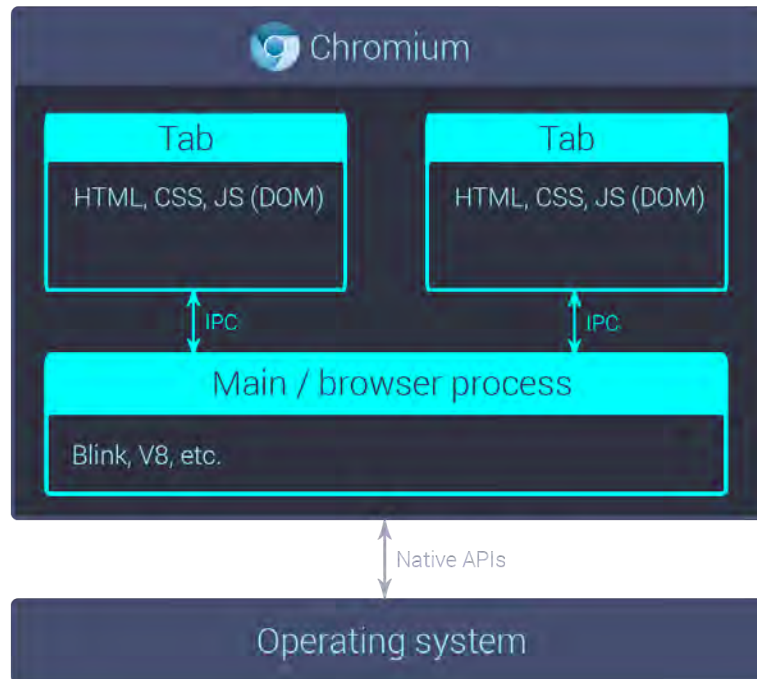 Chromium
Tab
Tab
HTML, CSS, JS (DOM)
HTML, CSS, JS (DOM)
IPC
IPC
Main / browser process
Blink, V8, etc.
Native APIs
Operating system